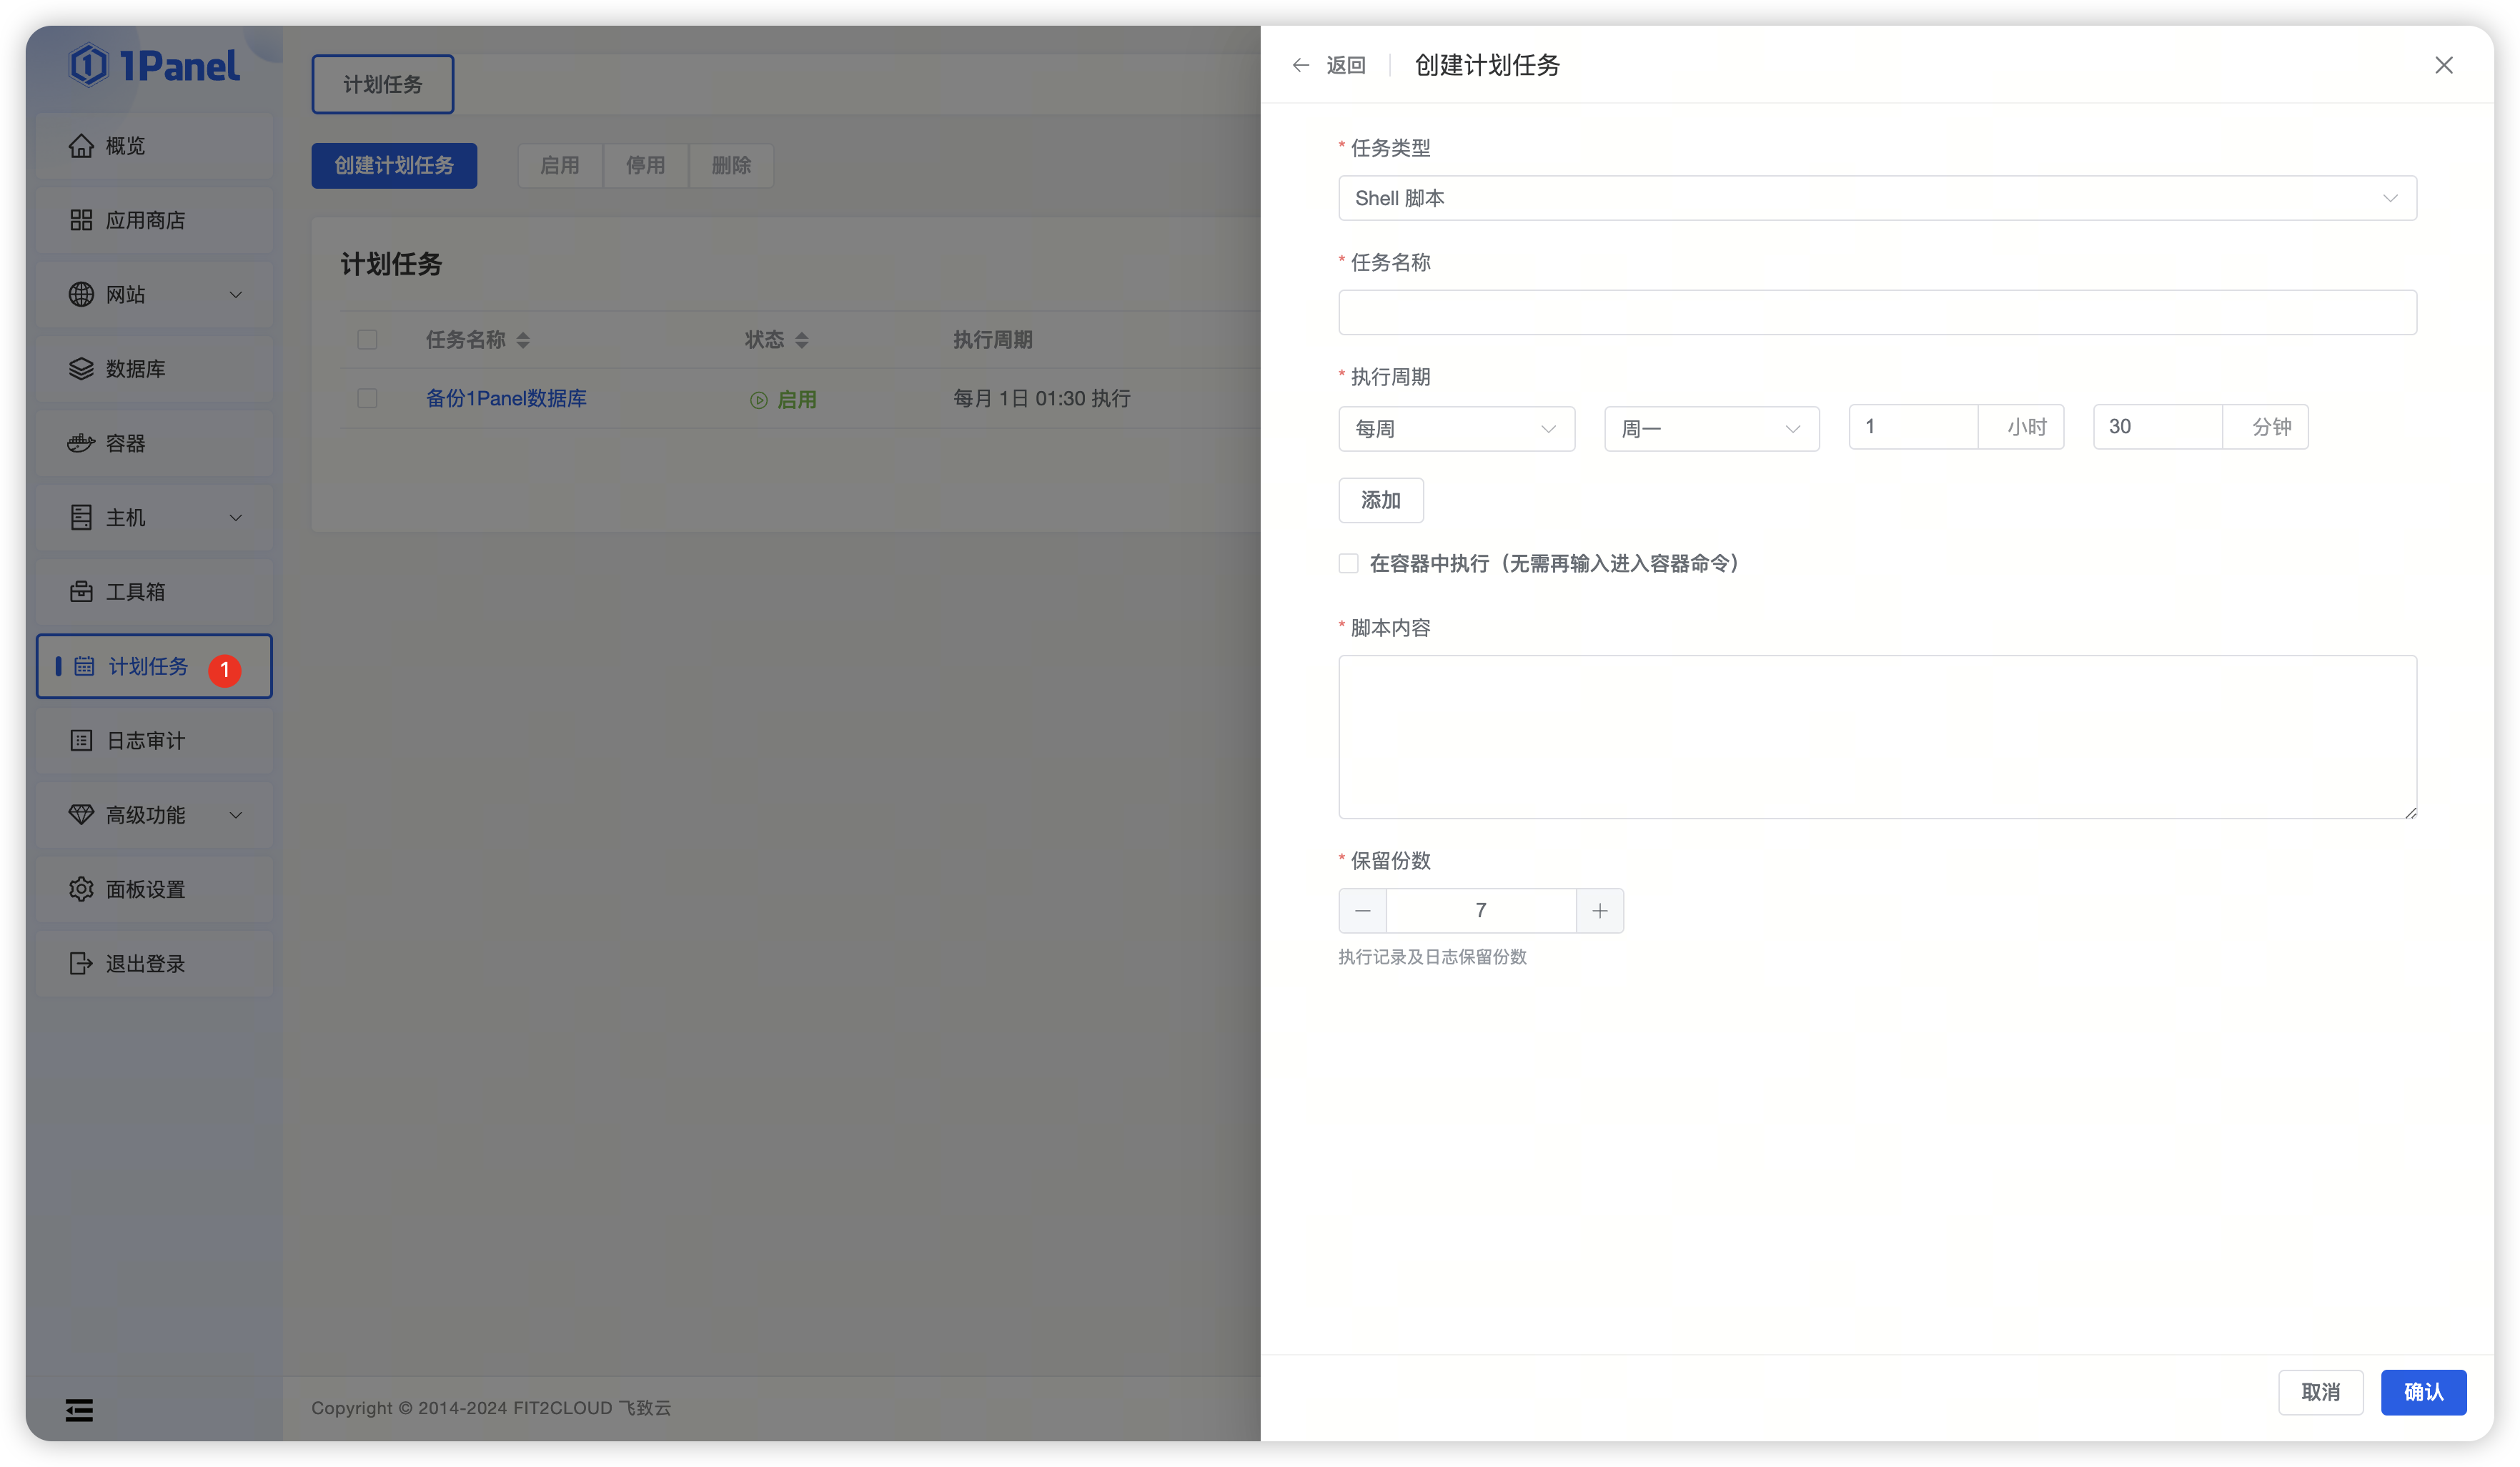 1Panel
概览
应用商店
网站
数据库
容器
主机
工具箱
计划任务 1
日志审计
高级功能
面板设置
退出登录
计划任务
创建计划任务 启用 停用 删除
计划任务
任务名称 状态 执行周期
备份1Panel数据库 启用 每月 1日 01:30 执行
Copyright © 2014-2024 FIT2CLOUD 飞致云
返回 创建计划任务
* 任务类型
Shell 脚本
* 任务名称
* 执行周期
每周 周一 1 小时 30 分钟
添加
在容器中执行（无需再输入进入容器命令）
* 脚本内容
* 保留份数
7
执行记录及日志保留份数
取消 确认